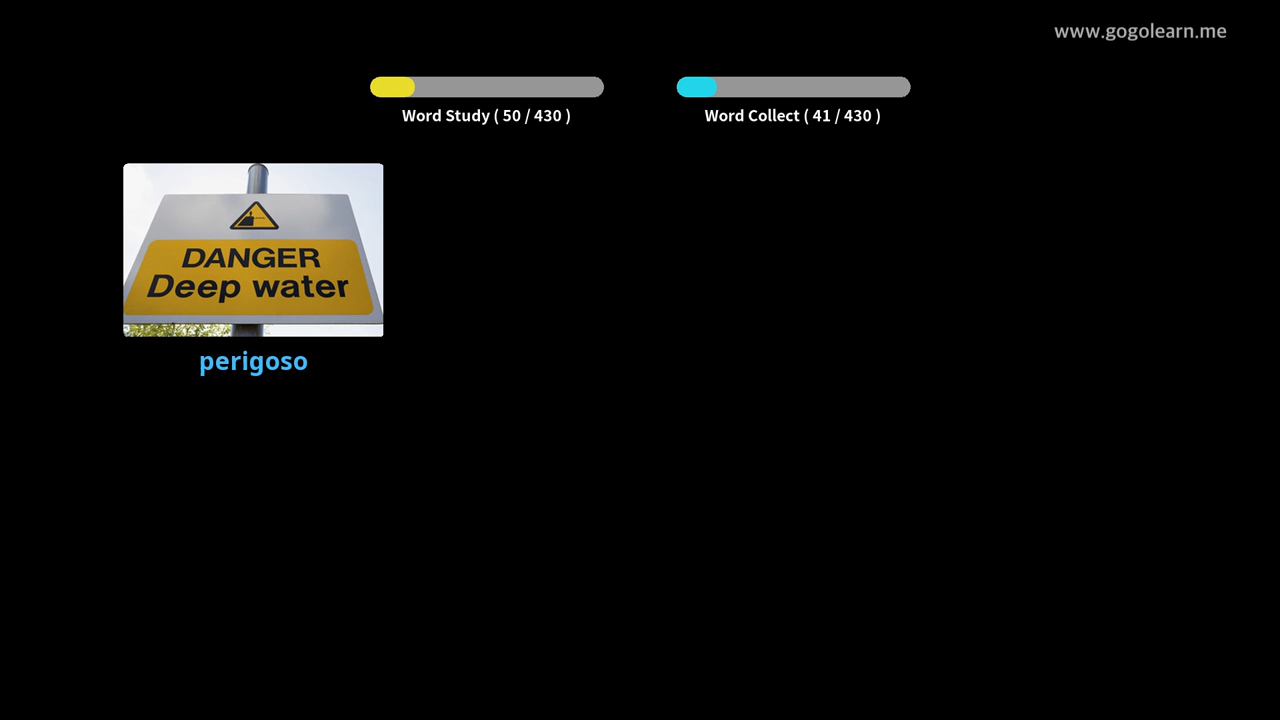 www.gogolearn.me
Word Study ( 50 / 430 )
Word Collect ( 41 / 430 )
DANGER
Deep water
perigoso